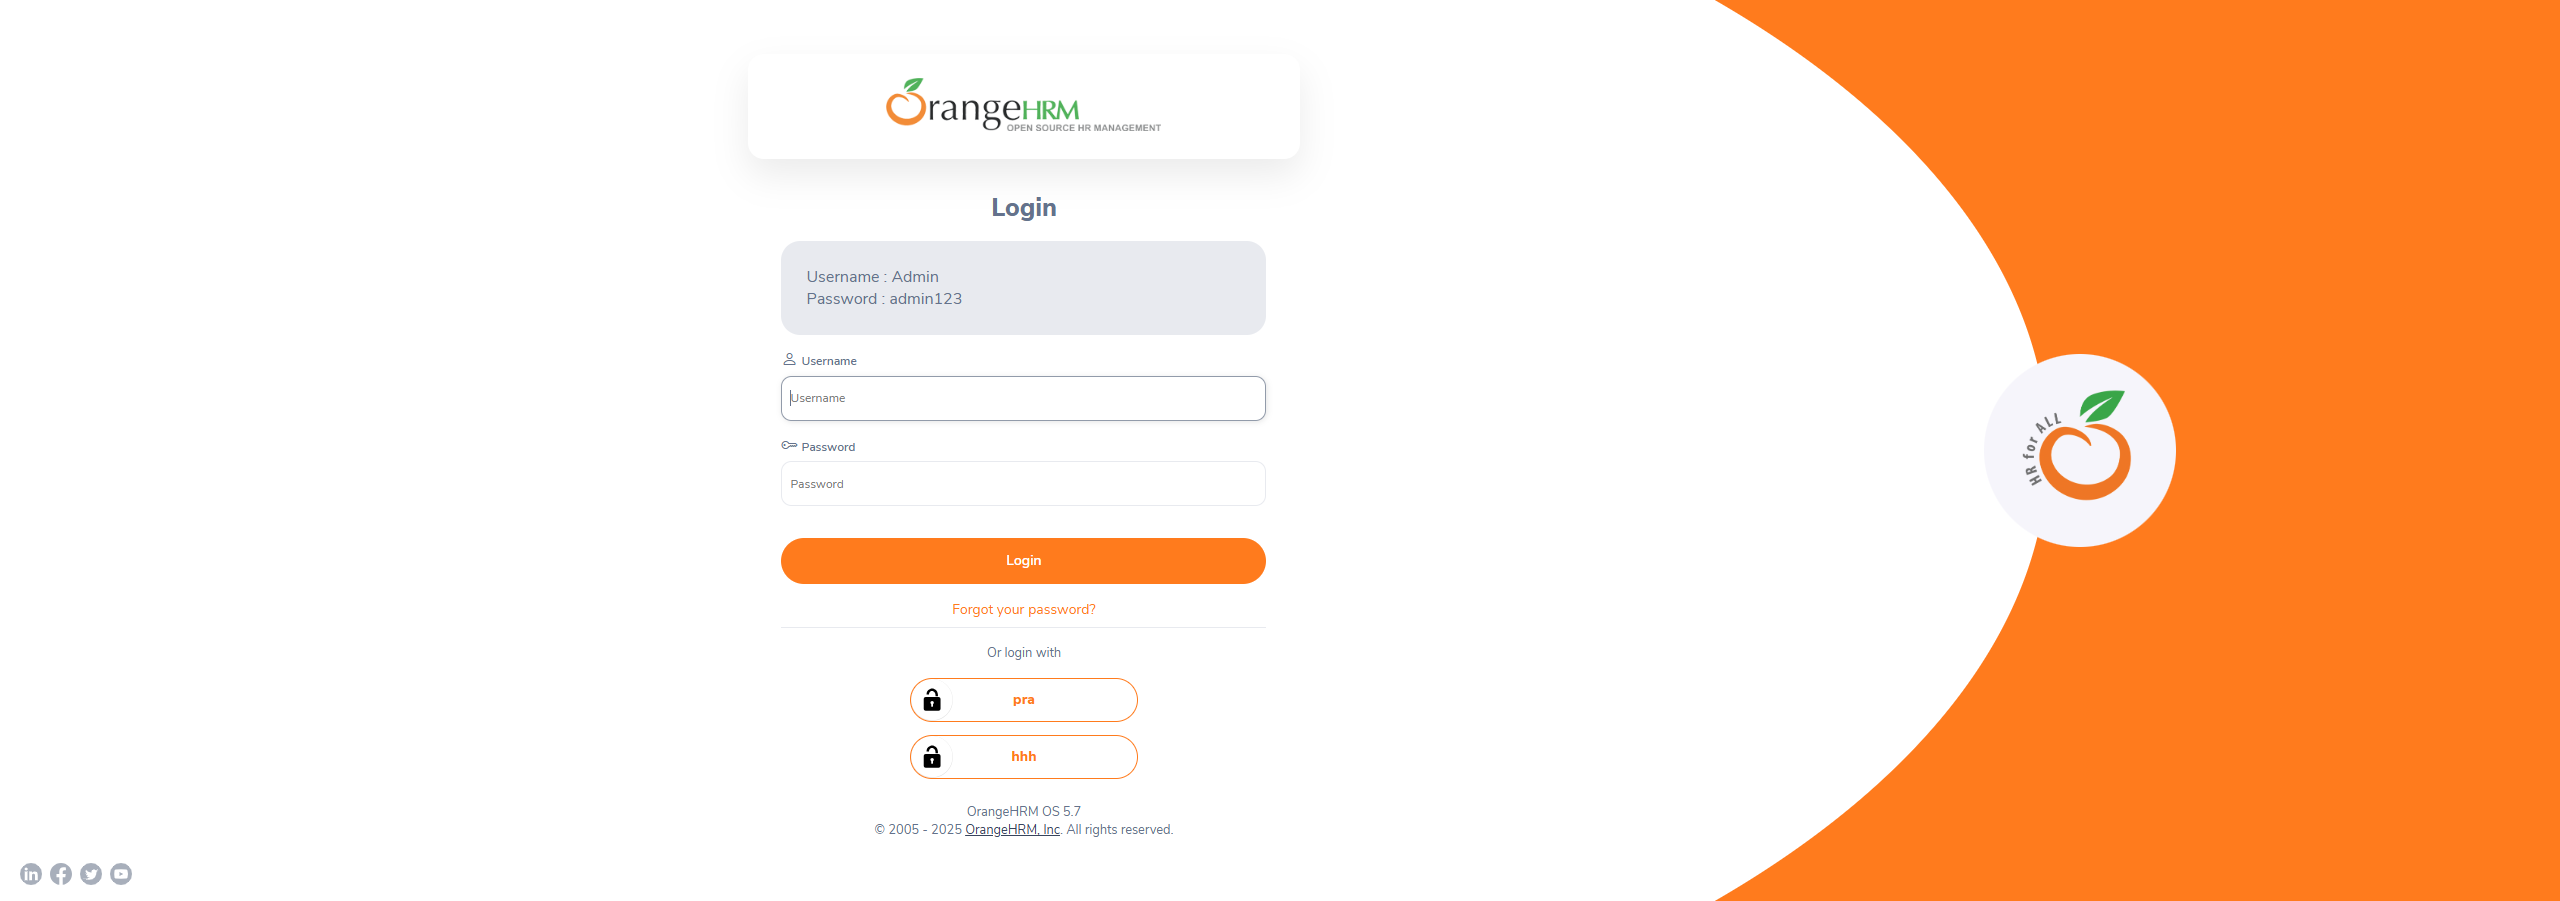 OrangeHRM
OPEN SOURCE HR MANAGEMENT
Login
Username : Admin
Password : admin123
Username
Username
Password
Password
Login
Forgot your password?
Or login with
pra
hhh
OrangeHRM OS 5.7
© 2005 - 2025 OrangeHRM, Inc. All rights reserved.
HR for ALL
in